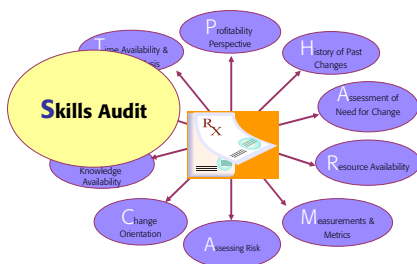 Profitability
Perspective
History of Past
Changes
Assessment of
Need for Change
Resource Availability
Measurements &
Metrics
Assessing Risk
Change
Orientation
Knowledge
Availability
Skills Audit
Time Availability &
RX